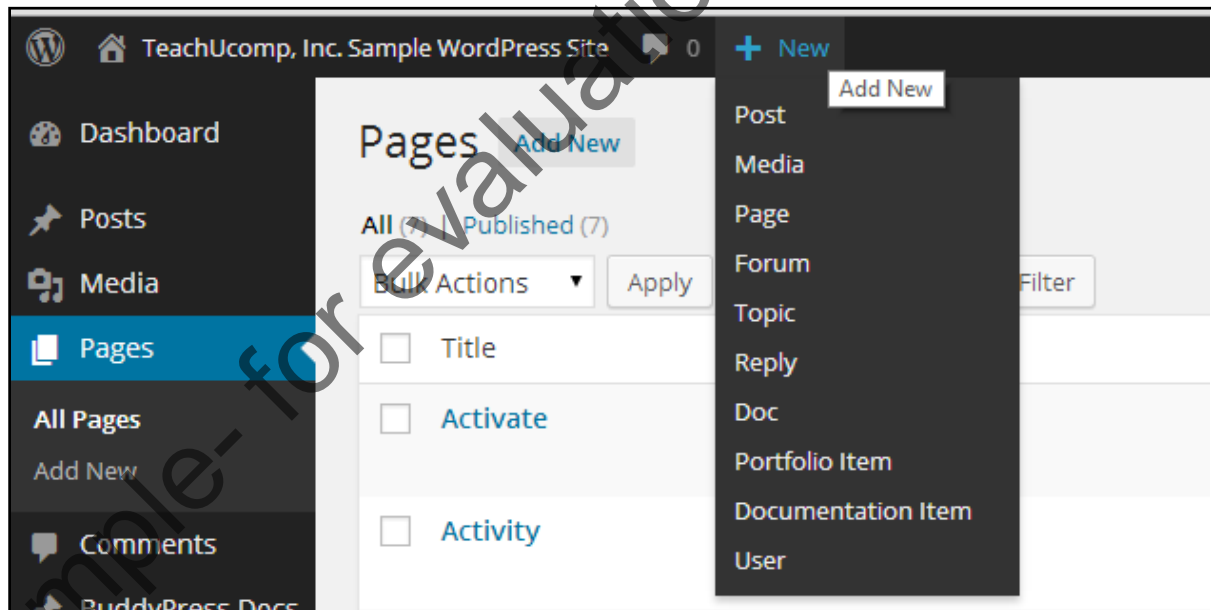 TeachUcomp, Inc. Sample WordPress Site 0 + New
Add New
Dashboard
Posts
Media
Pages
All Pages
Add New
Comments
BuddyPress Docs
Pages Add New
All (7) | Published (7)
Bulk Actions Apply Filter
Title
Activate
Activity
Post
Media
Page
Forum
Topic
Reply
Doc
Portfolio Item
Documentation Item
User
for evaluatio